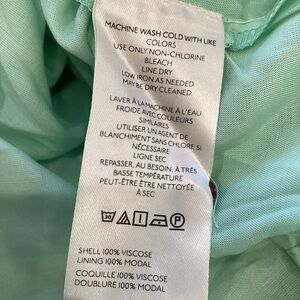 MACHINE WASH COLD WITH LIKE
COLORS
USE ONLY NON-CHLORINE
BLEACH
LINE DRY
LOW IRON AS NEEDED
MAY BE DRY CLEANED
LAVER À LA MACHINE À L'EAU
FROIDE AVEC COULEURS
SIMILAIRES
UTILISER UN AGENT DE
BLANCHIMENT SANS CHLORE SI
NÉCESSAIRE
LIGNE SEC
REPASSER, AU BESOIN, À TRÈS
BASSE TEMPÉRATURE
PEUT-ÊTRE ÊTRE NETTOYÉE
À SEC
30 P
SHELL 100% VISCOSE
LINING 100% MODAL
COQUILLE 100% VISCOSE
DOUBLURE 100% MODAL